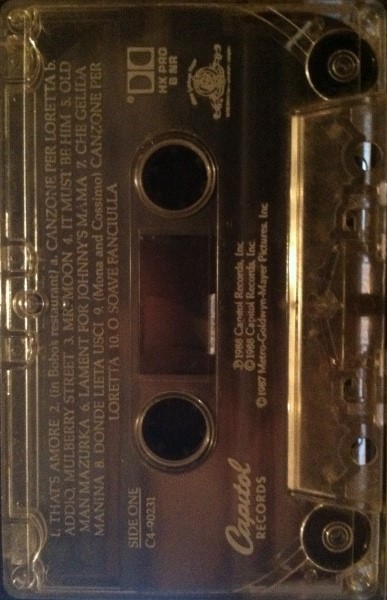 1. THAT'S AMORE 2. (in Bobo's restaurant) a. CANZONE PER LORETTA b.
ADDIO, MULBERRY STREET 3. MR. MOON 4. IT MUST BE HIM 5. OLD
MAN MAZURKA 6. LAMENT FOR JOHNNY'S MAMA 7. CHE GELIDA
MANINA 8. DONDE LIETA USCI 9. (Mona and Cossimo) CANZONE PER
LORETTA 10. O SOAVE FANCIULLA
SIDE ONE
C4-90231
HX PRO
B NR
℗ 1988 Capitol Records, Inc
© 1988 Capitol Records, Inc
© 1987 Metro-Goldwyn-Mayer Pictures, Inc
Capitol
RECORDS